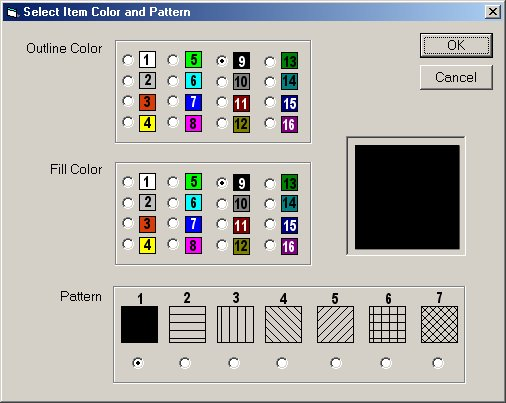 Select Item Color and Pattern
Outline Color
1 5 9 13
2 6 10 14
3 7 11 15
4 8 12 16
OK
Cancel
Fill Color
1 5 9 13
2 6 10 14
3 7 11 15
4 8 12 16
Pattern
1 2 3 4 5 6 7